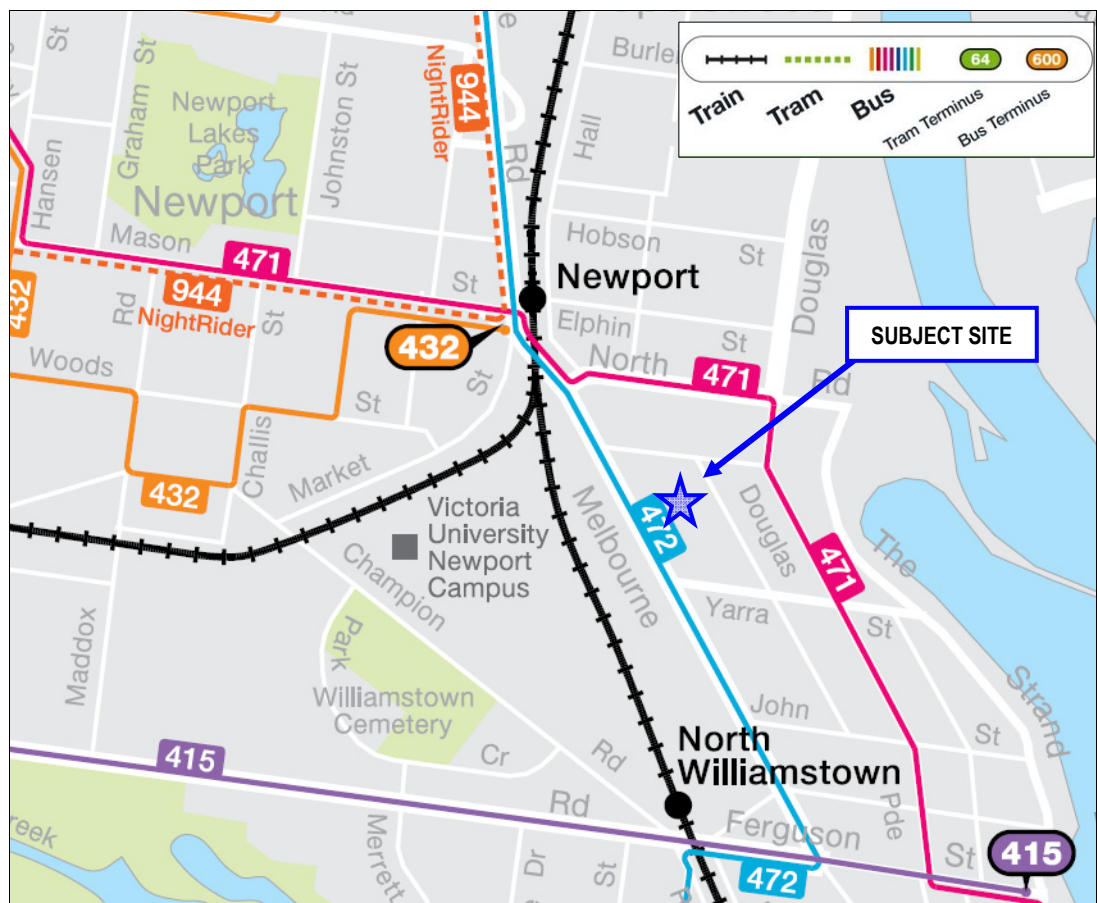 St
Graham St
Johnston St
Hansen
Newport
Lakes
Park
Newport
Mason
St
471
944
NightRider
944
NightRider
Rd
Burle
Hall
Hobson
St
Douglas
Rd
64
600
Train
Tram
Bus
Tram Terminus
Bus Terminus
Newport
Elphin
St
North
471
SUBJECT SITE
432
432
Rd
St
Woods
St
St
Challis
432
Market
Victoria
University
Newport
Campus
Melbourne
472
Douglas
471
The
Strand
Yarra
St
Champion
Rd
Maddox
Park
Cr
Williamstown
Cemetery
John
St
North
Williamstown
415
Rd
Ferguson
St
Pde
415
472
reek
Merrett
Dr
St